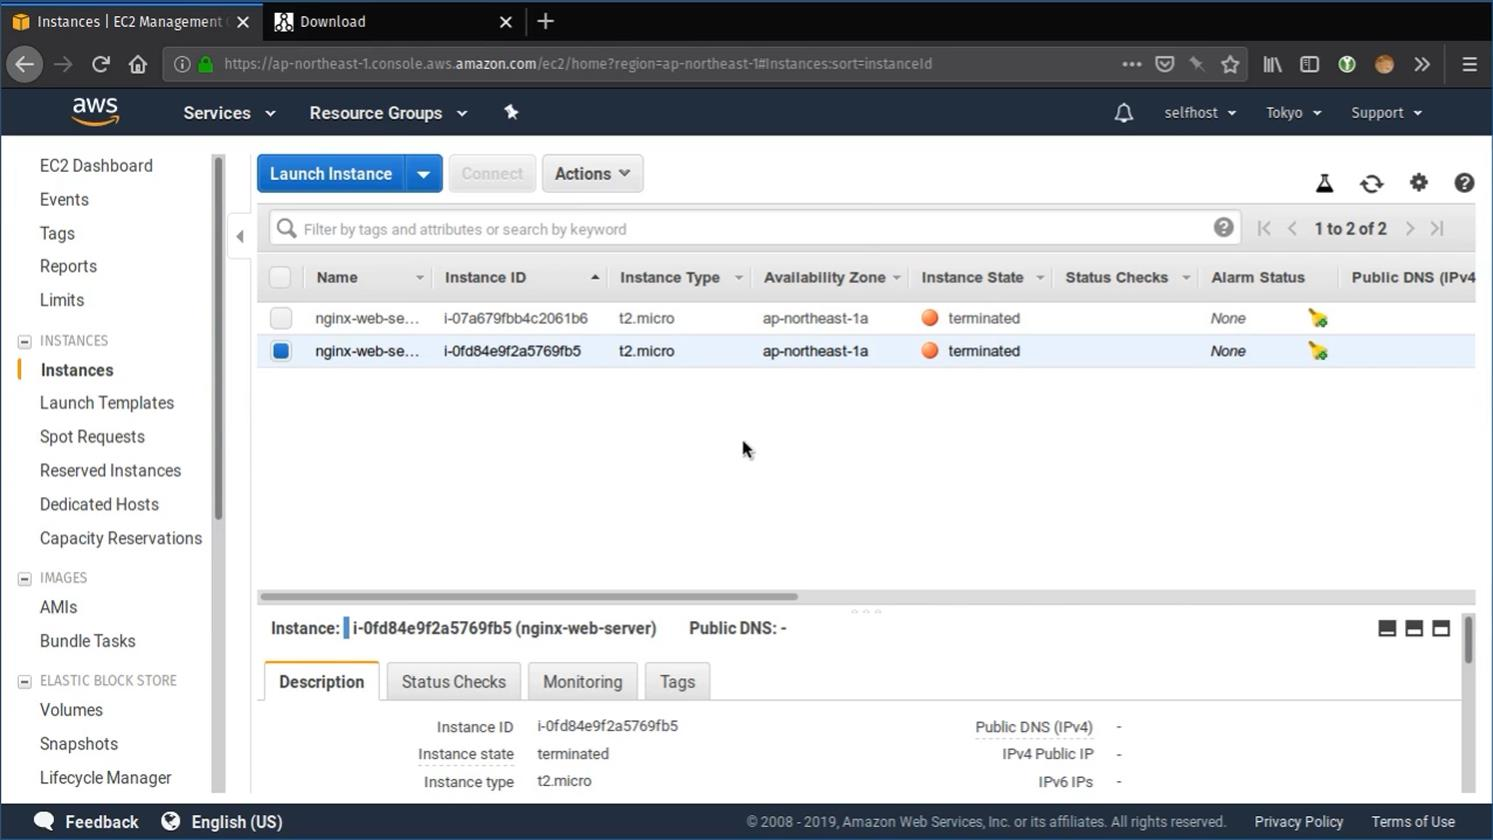 Instances | EC2 Management
Download
https://ap-northeast-1.console.aws.amazon.com/ec2/home?region=ap-northeast-1#Instances:sort=instanceId
aws
Services
Resource Groups
selfhost
Tokyo
Support
EC2 Dashboard
Events
Tags
Reports
Limits
INSTANCES
Instances
Launch Templates
Spot Requests
Reserved Instances
Dedicated Hosts
Capacity Reservations
IMAGES
AMIs
Bundle Tasks
ELASTIC BLOCK STORE
Volumes
Snapshots
Lifecycle Manager
Launch Instance
Connect
Actions
Filter by tags and attributes or search by keyword
1 to 2 of 2
Name Instance ID Instance Type Availability Zone Instance State Status Checks Alarm Status Public DNS (IPv4
nginx-web-se... i-07a679fbb4c2061b6 t2.micro ap-northeast-1a terminated None
nginx-web-se... i-0fd84e9f2a5769fb5 t2.micro ap-northeast-1a terminated None
Instance: i-0fd84e9f2a5769fb5 (nginx-web-server) Public DNS: -
Description Status Checks Monitoring Tags
Instance ID i-0fd84e9f2a5769fb5 Public DNS (IPv4) -
Instance state terminated IPv4 Public IP -
Instance type t2.micro IPv6 IPs -
Feedback English (US)
© 2008 - 2019, Amazon Web Services, Inc. or its affiliates. All rights reserved. Privacy Policy Terms of Use